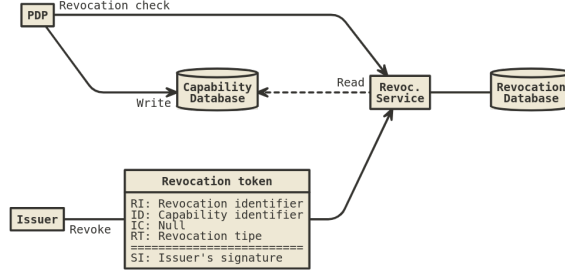 Revocation check
PDP
Capability
Database
Write
Read
Revoc.
Service
Revocation
Database
Revocation token
RI: Revocation identifier
ID: Capability identifier
IC: Null
RT: Revocation tipe
=========================
SI: Issuer's signature
Issuer
Revoke